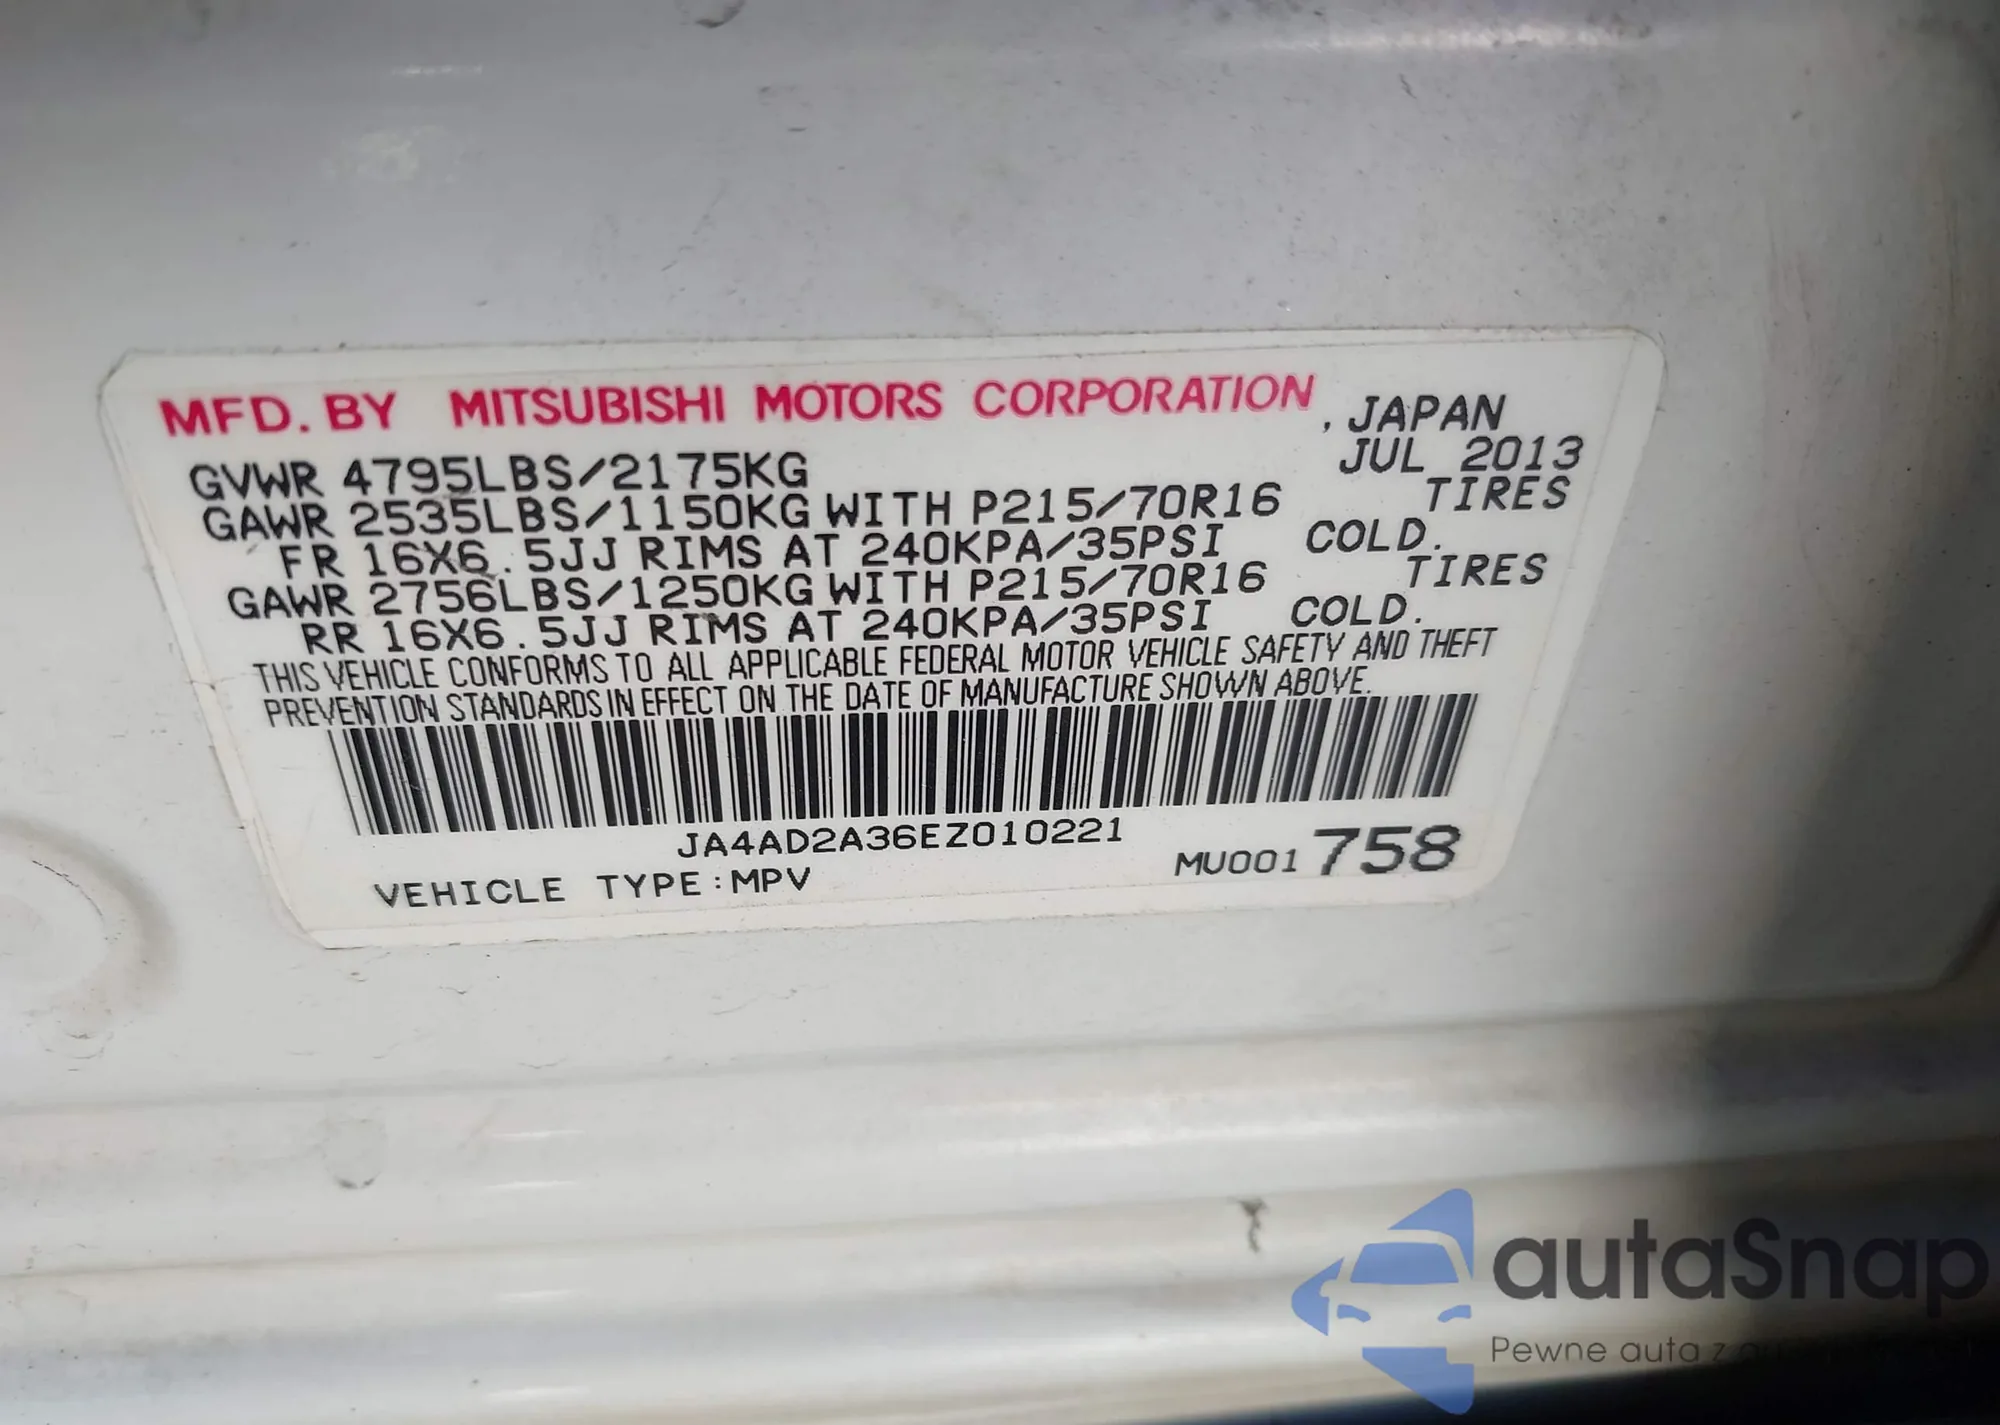 MFD. BY MITSUBISHI MOTORS CORPORATION , JAPAN
JUL 2013
GVWR 4795LBS/2175KG
GAWR 2535LBS/1150KG WITH P215/70R16 TIRES
FR 16X6.5JJ RIMS AT 240KPA/35PSI COLD.
GAWR 2756LBS/1250KG WITH P215/70R16 TIRES
RR 16X6.5JJ RIMS AT 240KPA/35PSI COLD.
THIS VEHICLE CONFORMS TO ALL APPLICABLE FEDERAL MOTOR VEHICLE SAFETY AND THEFT
PREVENTION STANDARDS IN EFFECT ON THE DATE OF MANUFACTURE SHOWN ABOVE.
JA4AD2A36EZ010221
VEHICLE TYPE:MPV MU001 758
autaSnap
Pewne auta z